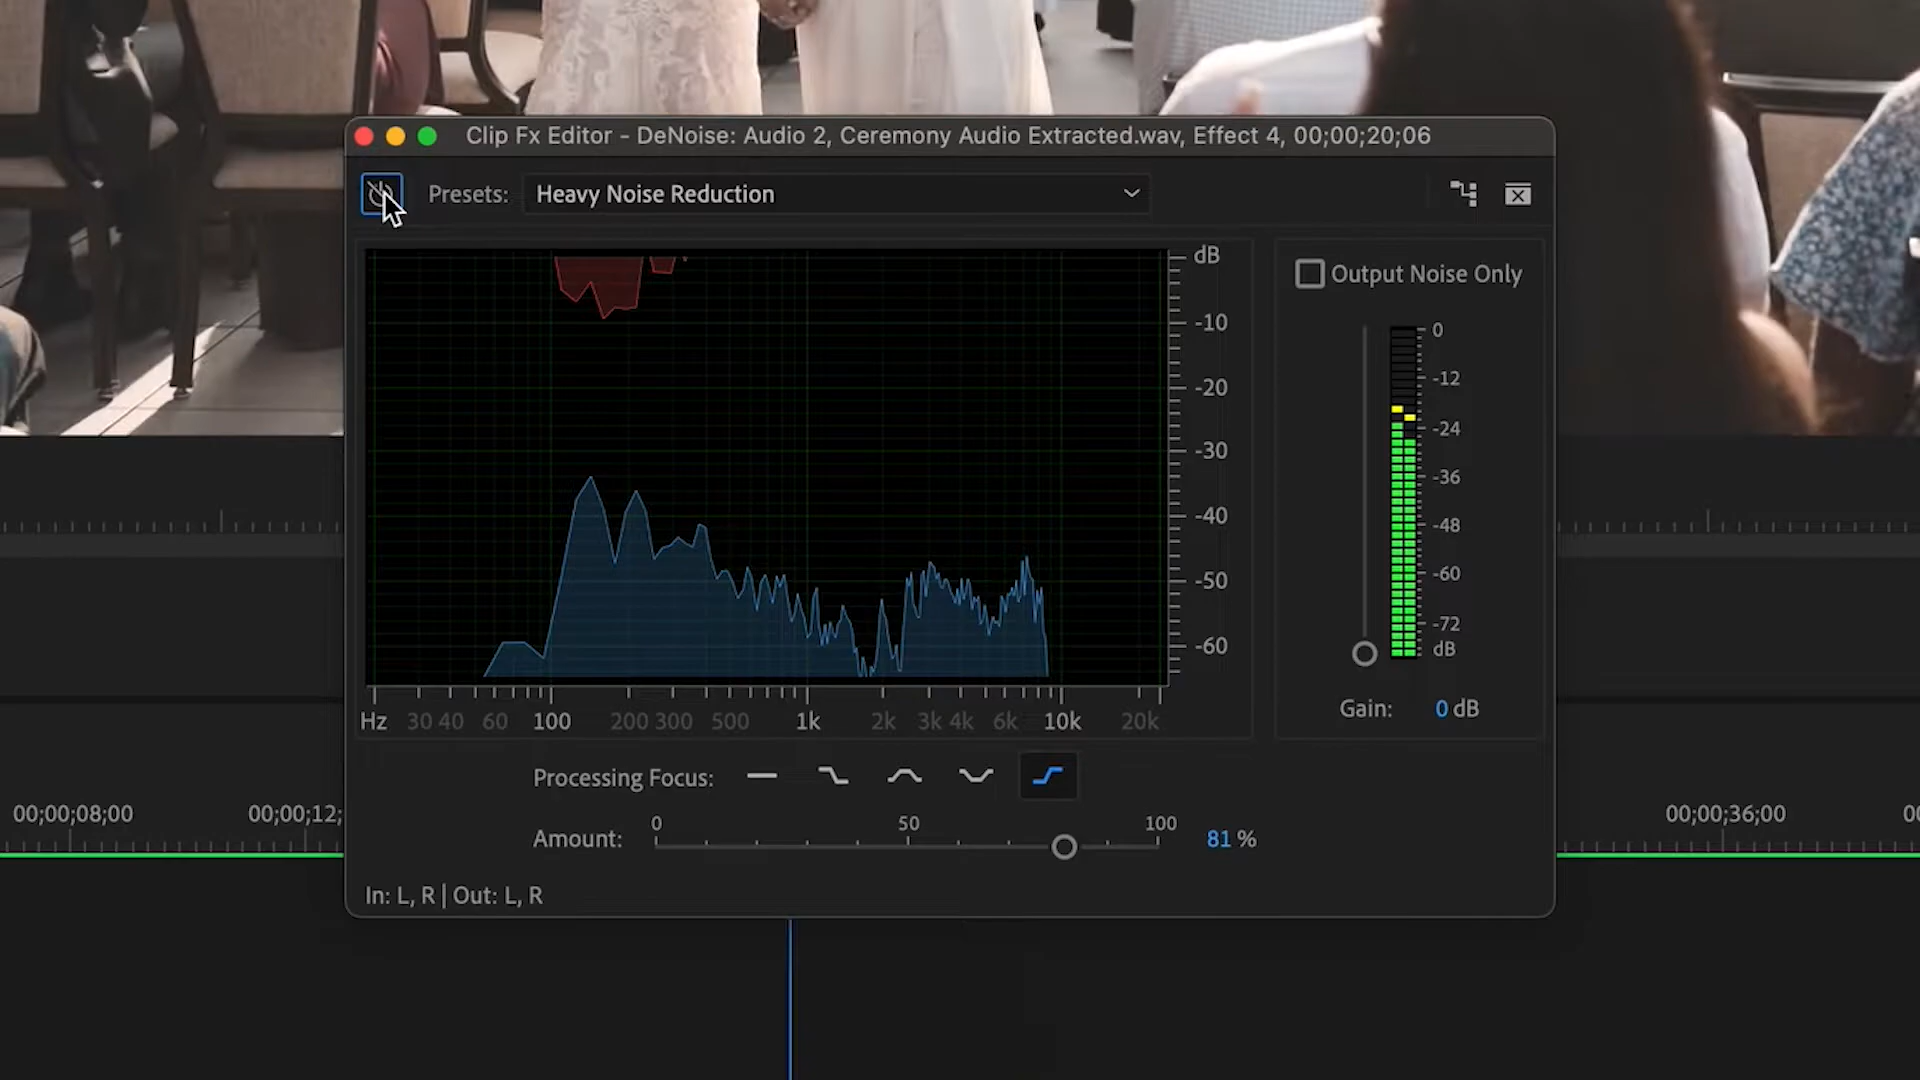 Clip Fx Editor - DeNoise: Audio 2, Ceremony Audio Extracted.wav, Effect 4, 00;00;20;06
Presets: Heavy Noise Reduction
dB
-10
-20
-30
-40
-50
-60
Hz 30 40 60 100 200 300 500 1k 2k 3k 4k 6k 10k 20k
Output Noise Only
0
-12
-24
-36
-48
-60
-72
dB
Gain: 0 dB
Processing Focus:
0 50 100
Amount: 81 %
In: L, R | Out: L, R
00;00;08;00 00;00;12; 00;00;36;00 00